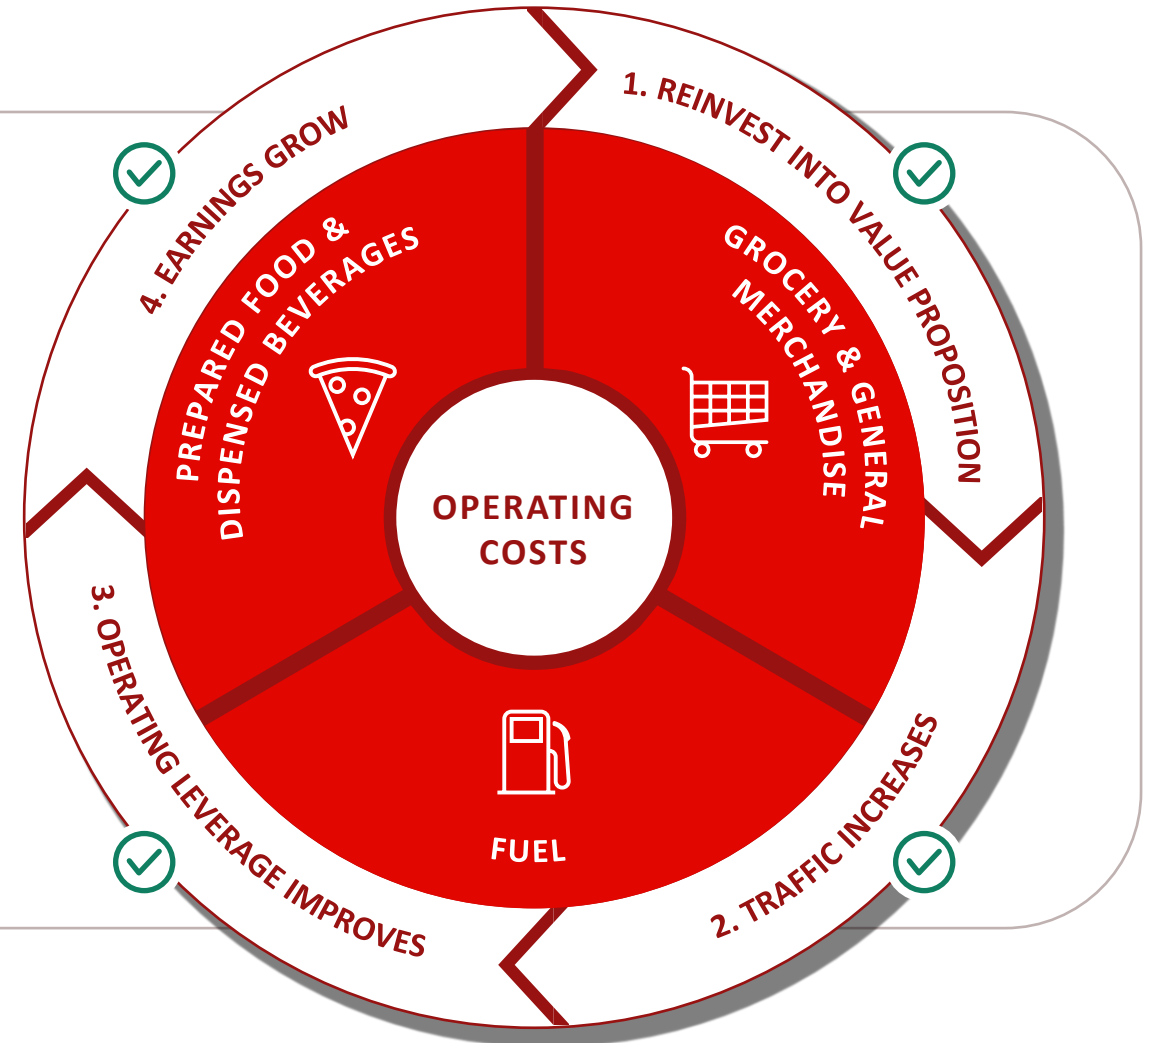 1. REINVEST INTO VALUE PROPOSITION
2. TRAFFIC INCREASES
3. OPERATING LEVERAGE IMPROVES
4. EARNINGS GROW
PREPARED FOOD &
DISPENSED BEVERAGES
GROCERY & GENERAL
MERCHANDISE
OPERATING
COSTS
FUEL